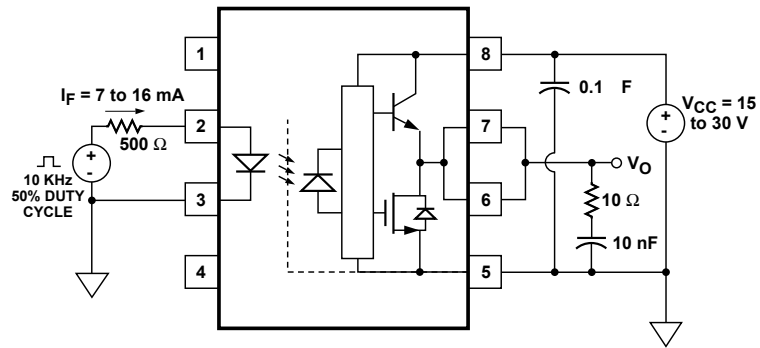 1
8
I_F = 7 to 16 mA
+
-
500 Ω
2
10 KHz
50% DUTY
CYCLE
3
4
7
6
5
0.1 F
+
-
V_CC = 15
to 30 V
V_O
10 Ω
10 nF